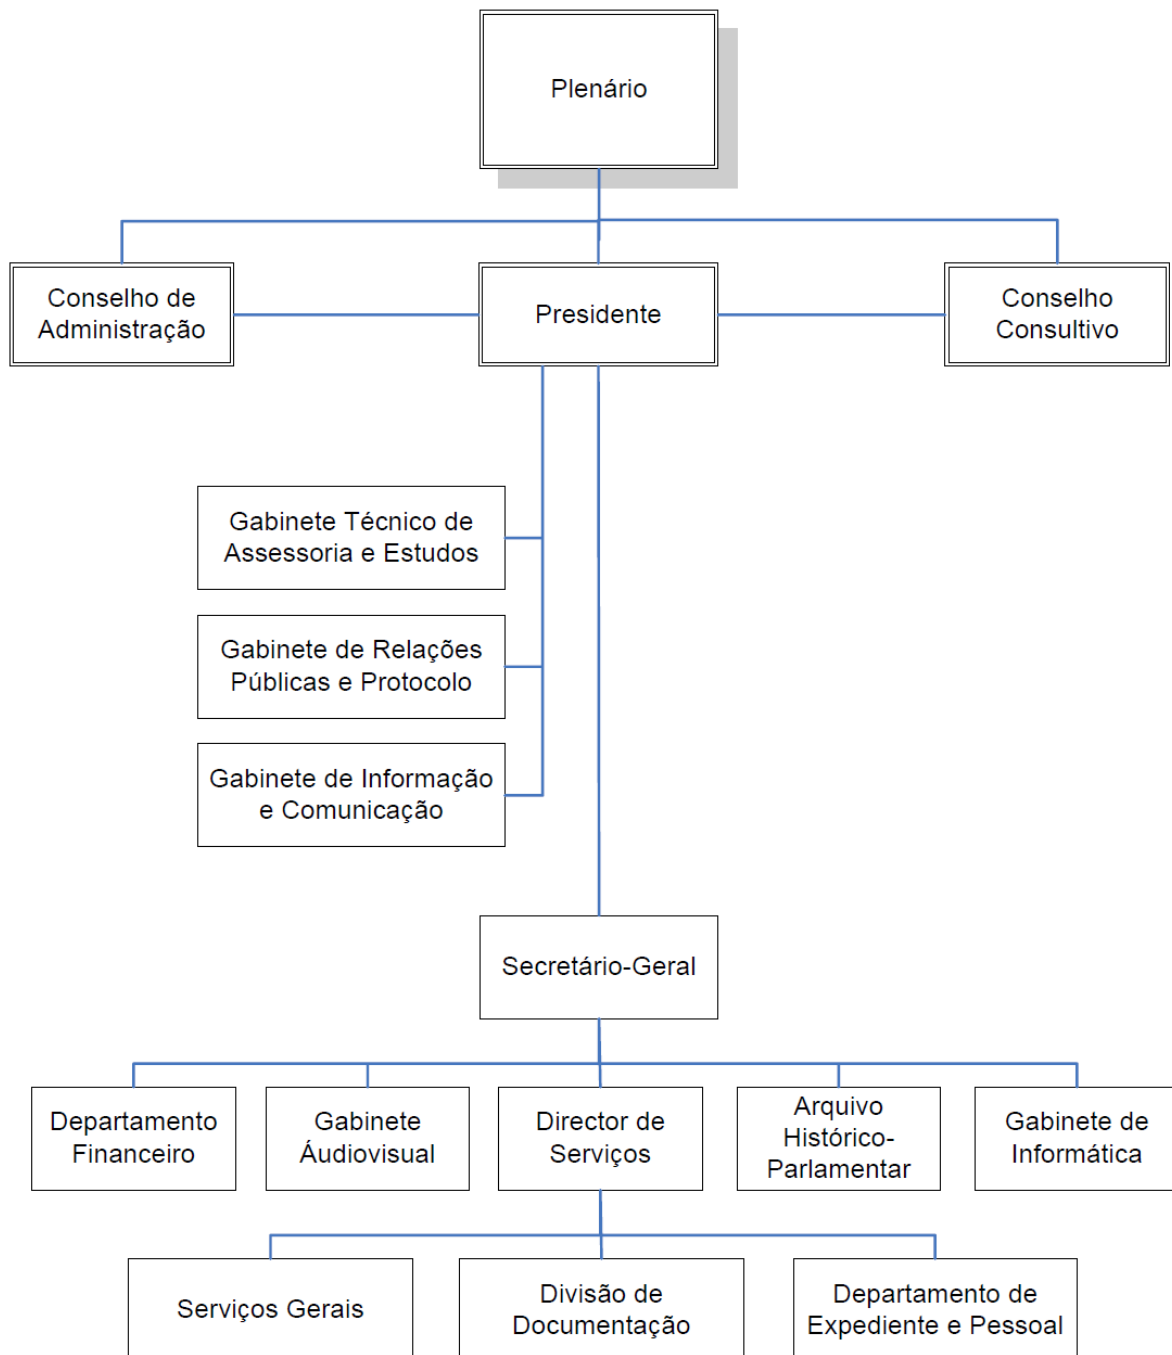 Plenário
Conselho de
Administração
Presidente
Conselho
Consultivo
Gabinete Técnico de
Assessoria e Estudos
Gabinete de Relações
Públicas e Protocolo
Gabinete de Informação
e Comunicação
Secretário-Geral
Departamento
Financeiro
Gabinete
Áudiovisual
Director de
Serviços
Arquivo
Histórico-
Parlamentar
Gabinete de
Informática
Serviços Gerais
Divisão de
Documentação
Departamento de
Expediente e Pessoal